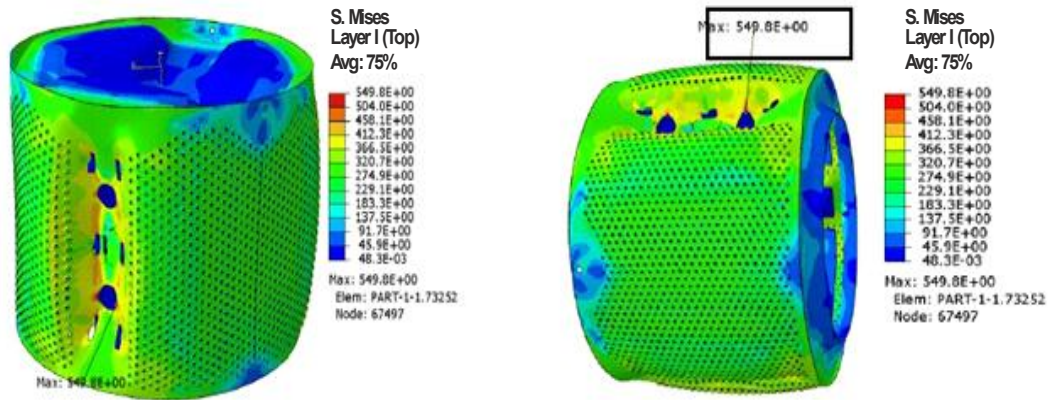 S. Mises
Layer I (Top)
Avg: 75%
549.8E+00
504.0E+00
458.1E+00
412.3E+00
366.5E+00
320.7E+00
274.9E+00
229.1E+00
183.3E+00
137.5E+00
91.7E+00
45.9E+00
48.3E-03
Max: 549.8E+00
Elem: PART-1-1.73252
Node: 67497
Max: 549.8E+00
Max: 549.8E+00
S. Mises
Layer I (Top)
Avg: 75%
549.8E+00
504.0E+00
458.1E+00
412.3E+00
366.5E+00
320.7E+00
274.9E+00
229.1E+00
183.3E+00
137.5E+00
91.7E+00
45.9E+00
48.3E-03
Max: 549.8E+00
Elem: PART-1-1.73252
Node: 67497